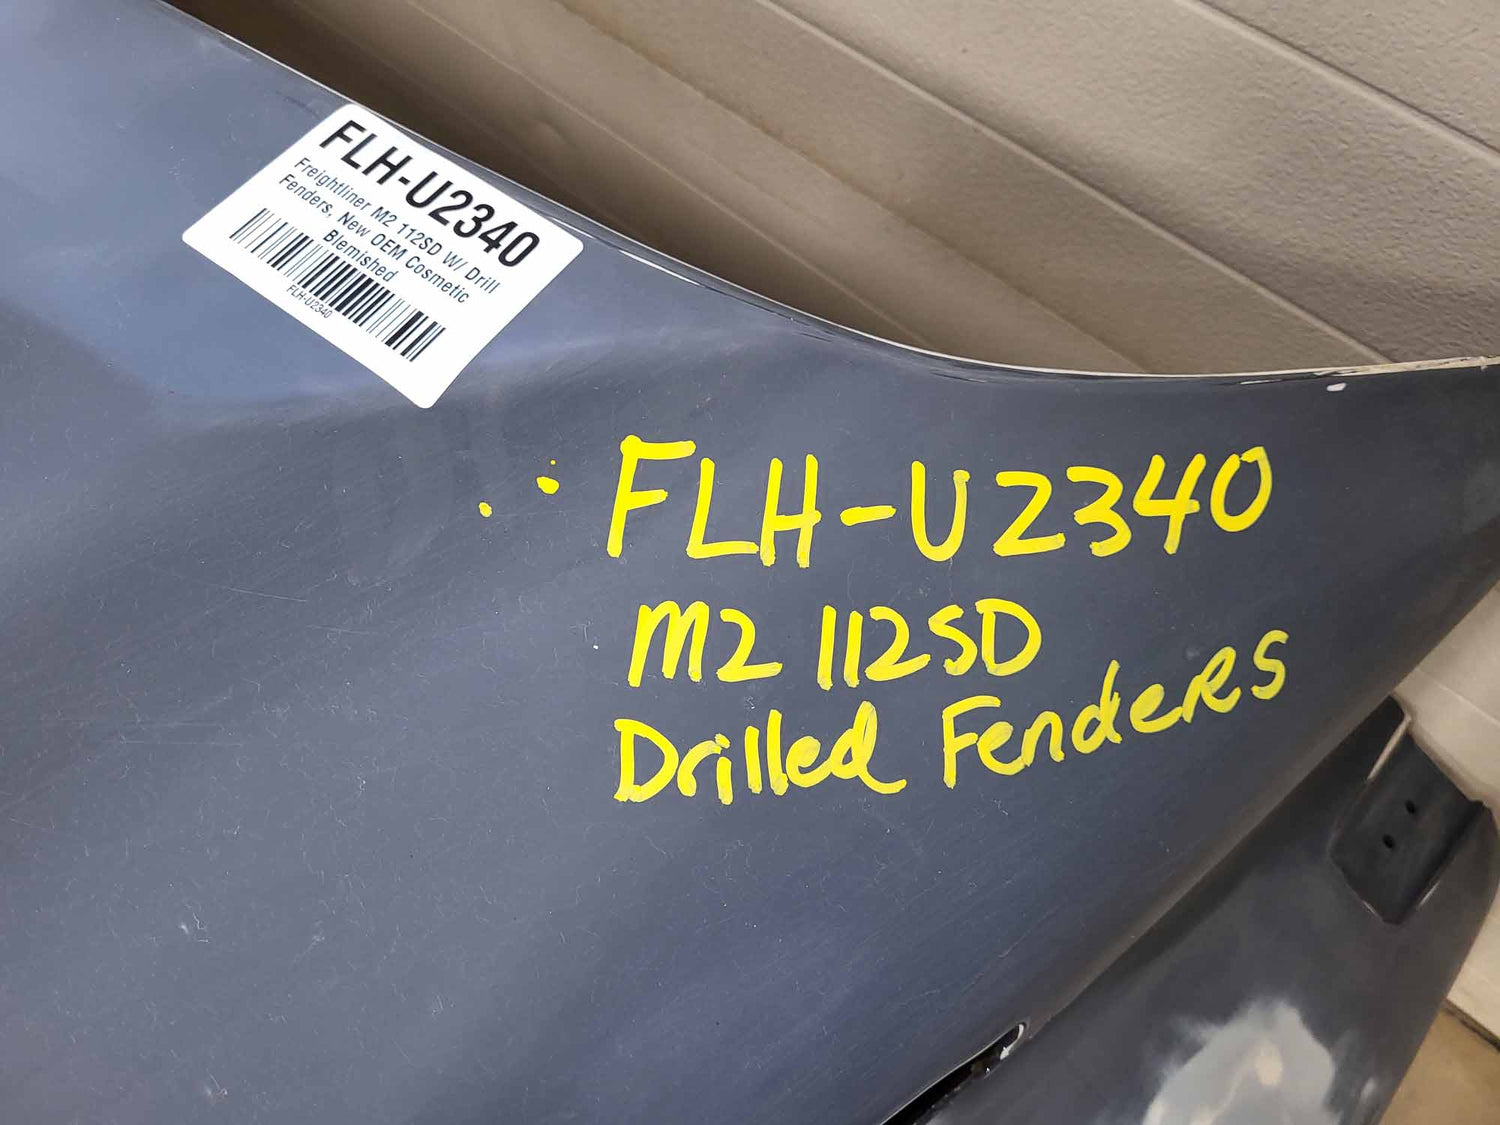 FLH-U2340
Freightliner M2 112SD W/ Drill
Fenders, New OEM Cosmetic
Blemished
FLH-U2340
FLH-U2340
M2 112SD
Drilled Fenders